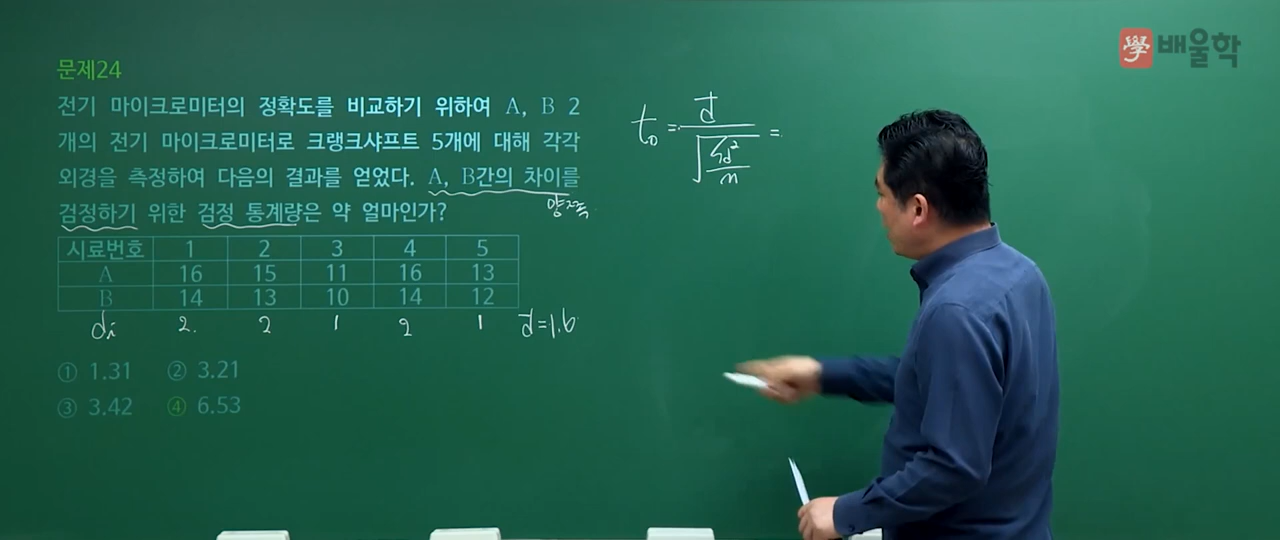 學 배울학
문제24
전기 마이크로미터의 정확도를 비교하기 위하여 A, B 2
개의 전기 마이크로미터로 크랭크샤프트 5개에 대해 각각
외경을 측정하여 다음의 결과를 얻었다. A, B간의 차이를
검정하기 위한 검정 통계량은 약 얼마인가?
양쪽
시료번호 1 2 3 4 5
A 16 15 11 16 13
B 14 13 10 14 12
di 2. 2 1 2 1 d̄=1.6
① 1.31 ② 3.21
③ 3.42 ④ 6.53
t₀ = d̄ / √(Sd²/n) =